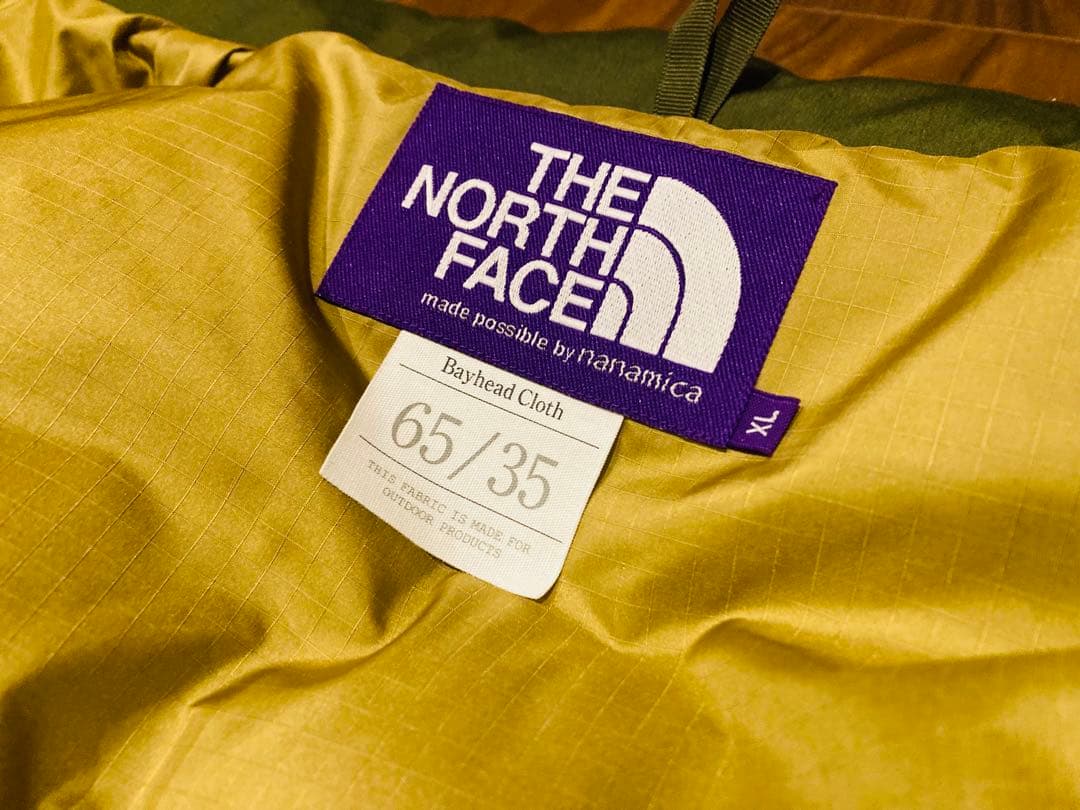 THE
NORTH
FACE
made possible by nanamica
XL
Bayhead Cloth
65/35
THIS FABRIC IS MADE FOR
OUTDOOR PRODUCTS